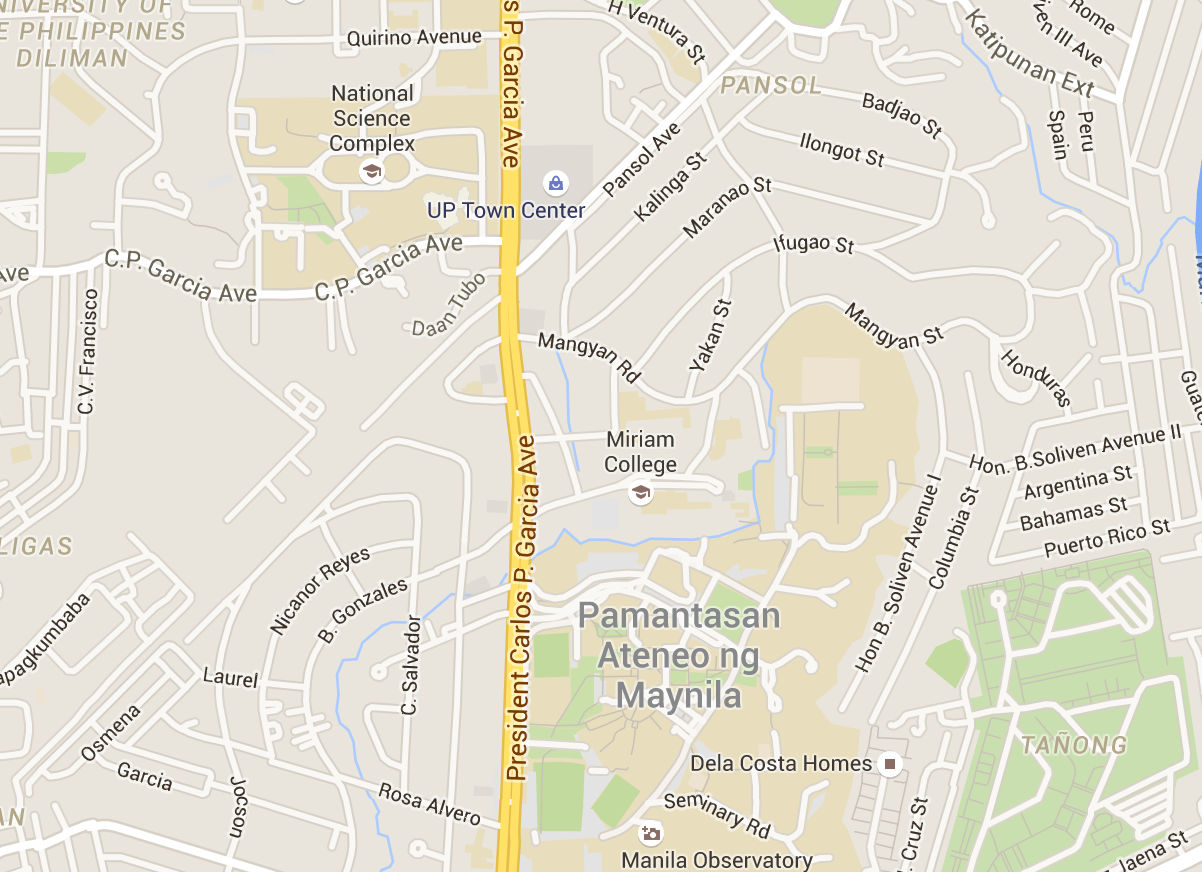 UNIVERSITY OF
THE PHILIPPINES
DILIMAN
Quirino Avenue
s P. Garcia Ave
H Ventura St
Katipunan Ext
Rome
zen III Ave
PANSOL
National
Science
Complex
Badjao St
Ilongot St
Spain
Peru
Pansol Ave
Kalinga St
Maranao St
UP Town Center
Ifugao St
C.P. Garcia Ave
C.P. Garcia Ave
Ave
Daan Tubo
C.V. Francisco
Mangyan Rd
Yakan St
Mangyan St
Honduras
Miriam
College
President Carlos P. Garcia Ave
Hon. B.Soliven Avenue II
Argentina St
Bahamas St
Puerto Rico St
Hon B. Soliven Avenue I
Columbia St
LIGAS
Nicanor Reyes
B. Gonzales
apagkumbaba
Pamantasan
Ateneo ng
Maynila
C. Salvador
Laurel
Osmena
Garcia
Jocson
Rosa Alvero
AN
TAÑONG
Dela Costa Homes
Seminary Rd
Manila Observatory
. Cruz St
Jaena St